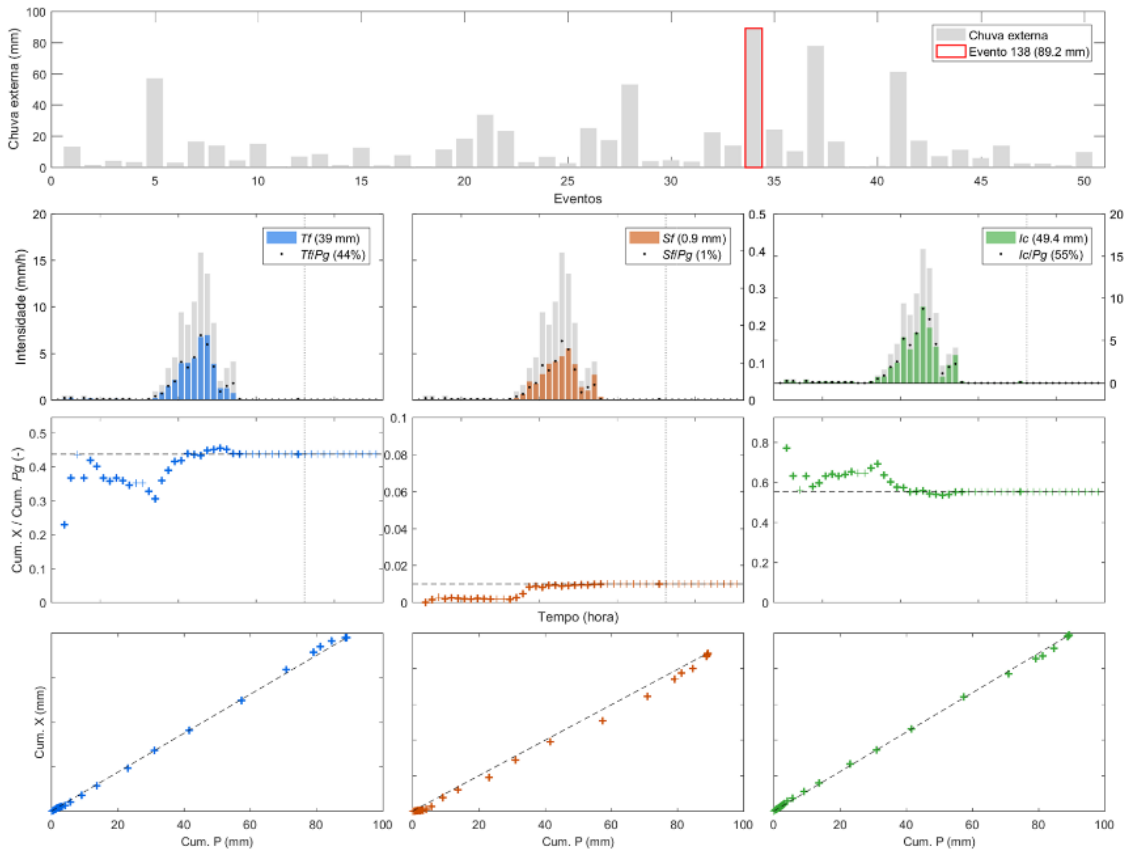 100
80
60
40
20
0
Chuva externa (mm)
Chuva externa
Evento 138 (89.2 mm)
0 5 10 15 20 25 30 35 40 45 50
Eventos
20
15
10
5
0
Intensidade (mm/h)
Tf (39 mm)
Tf/Pg (44%)
Sf (0.9 mm)
Sf/Pg (1%)
0.5
0.4
0.3
0.2
0.1
0
Ic (49.4 mm)
Ic/Pg (55%)
20
15
10
5
0
0.5
0.4
0.3
0.2
0.1
0
Cum. X / Cum. Pg (-)
0.1
0.08
0.06
0.04
0.02
0
0.8
0.6
0.4
0.2
0
Tempo (hora)
Cum. X (mm)
0 20 40 60 80 100
Cum. P (mm)
0 20 40 60 80 100
Cum. P (mm)
0 20 40 60 80 100
Cum. P (mm)